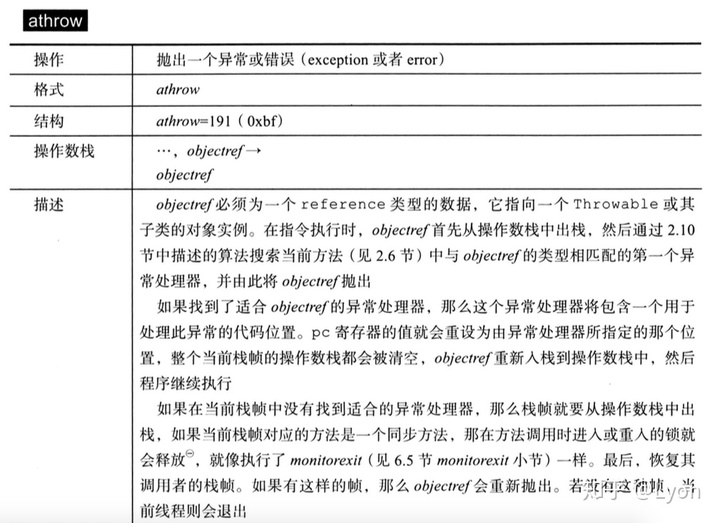 athrow
操作 抛出一个异常或错误（exception 或者 error）
格式 athrow
结构 athrow=191（0xbf）
操作数栈 …，objectref→
objectref
描述 objectref 必须为一个 reference 类型的数据，它指向一个 Throwable 或其
子类的对象实例。在指令执行时，objectref 首先从操作数栈中出栈，然后通过 2.10
节中描述的算法搜索当前方法（见 2.6 节）中与 objectref 的类型相匹配的第一个异
常处理器，并由此将 objectref 抛出
如果找到了适合 objectref 的异常处理器，那么这个异常处理器将包含一个用于
处理此异常的代码位置。pc 寄存器的值就会重设为由异常处理器所指定的那个位
置，整个当前栈帧的操作数栈都会被清空，objectref 重新入栈到操作数栈中，然后
程序继续执行
如果在当前栈帧中没有找到适合的异常处理器，那么栈帧就要从操作数栈中出
栈，如果当前栈帧对应的方法是一个同步方法，那在方法调用时进入或重入的锁就
会释放㊀，就像执行了 monitorexit（见 6.5 节 monitorexit 小节）一样。最后，恢复其
调用者的栈帧。如果有这样的帧，那么 objectref 会重新抛出。若没有这种帧，当
前线程则会退出
知乎 @Lyon